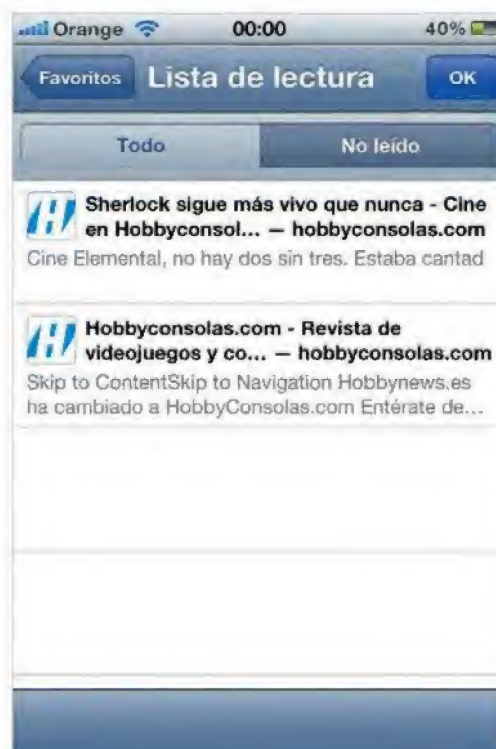 Orange 00:00 40%
Favoritos Lista de lectura OK
Todo No leído
Sherlock sigue más vivo que nunca - Cine
en Hobbyconsol... — hobbyconsolas.com
Cine Elemental, no hay dos sin tres. Estaba cantad
Hobbyconsolas.com - Revista de
videojuegos y co... — hobbyconsolas.com
Skip to ContentSkip to Navigation Hobbynews.es
ha cambiado a HobbyConsolas.com Entérate de...